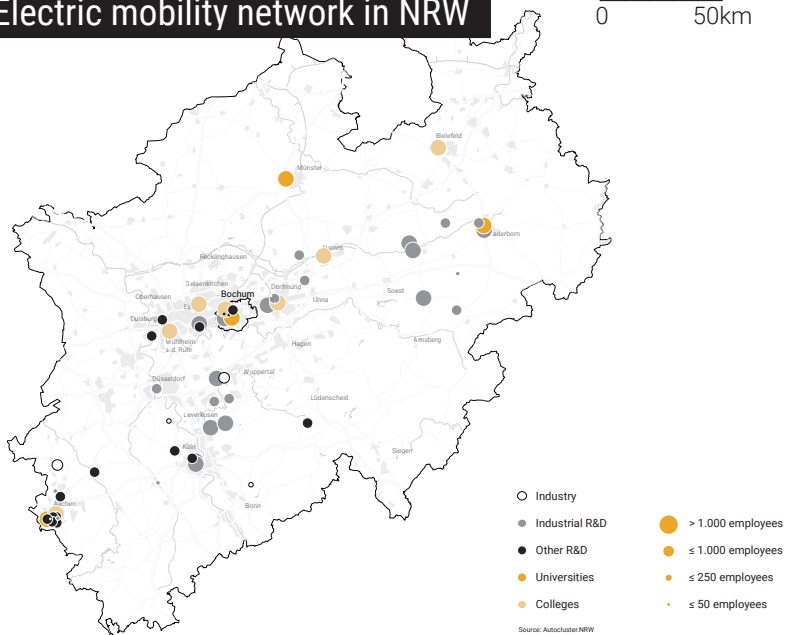 Electric mobility network in NRW
0 50km
Bielefeld
Münster
aderborn
Hamm
Recklinghausen
Gelsenkirchen
Dortmund
Soest
Bochum
Oberhausen
Es
Unna
Duisburg
Mülheim
a.d. Ruhr
Hagen
Arnsberg
Düsseldorf
Wuppertal
Lüdenscheid
Leverkusen
Köln
Siegen
Aachen
Bonn
Industry
Industrial R&D
Other R&D
Universities
Colleges
> 1.000 employees
≤ 1.000 employees
≤ 250 employees
≤ 50 employees
Source: Autocluster.NRW